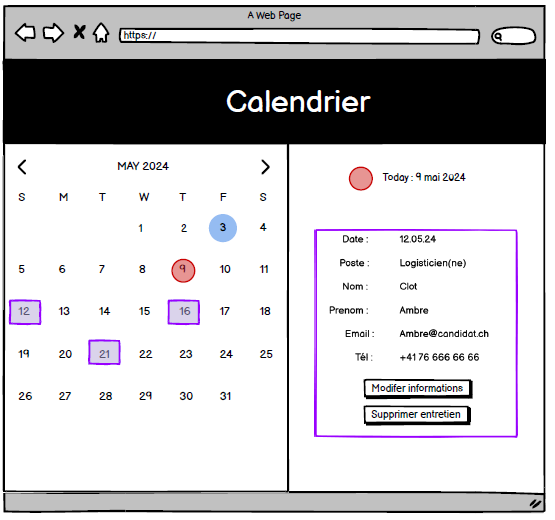 A Web Page
https://
Calendrier
MAY 2024
S M T W T F S
1 2 3 4
5 6 7 8 9 10 11
12 13 14 15 16 17 18
19 20 21 22 23 24 25
26 27 28 29 30 31
Today : 9 mai 2024
Date : 12.05.24
Poste : Logisticien(ne)
Nom : Clot
Prenom : Ambre
Email : Ambre@candidat.ch
Tél : +41 76 666 66 66
Modifer informations
Supprimer entretien